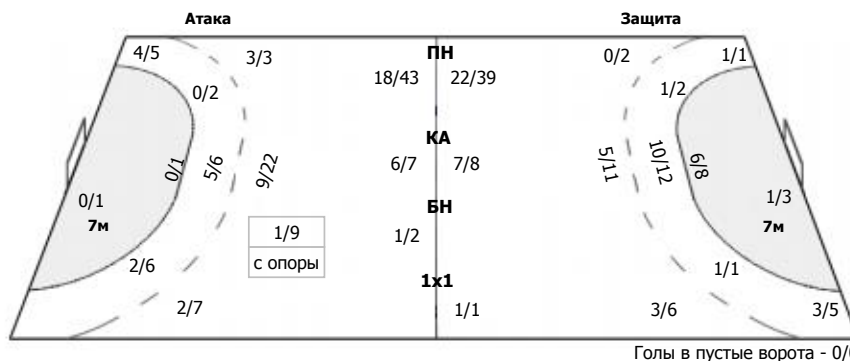 Атака Защита
4/5 3/3 ПН 0/2 1/1
18/43 22/39
0/2 1/2
КА
0/1 5/6 9/22 6/7 7/8 5/11 10/12 6/8
0/1 1/3
7м БН 7м
1/9 1/2
с опоры
2/6 1/1
1x1
2/7 1/1 3/6 3/5
Голы в пустые ворота - 0/